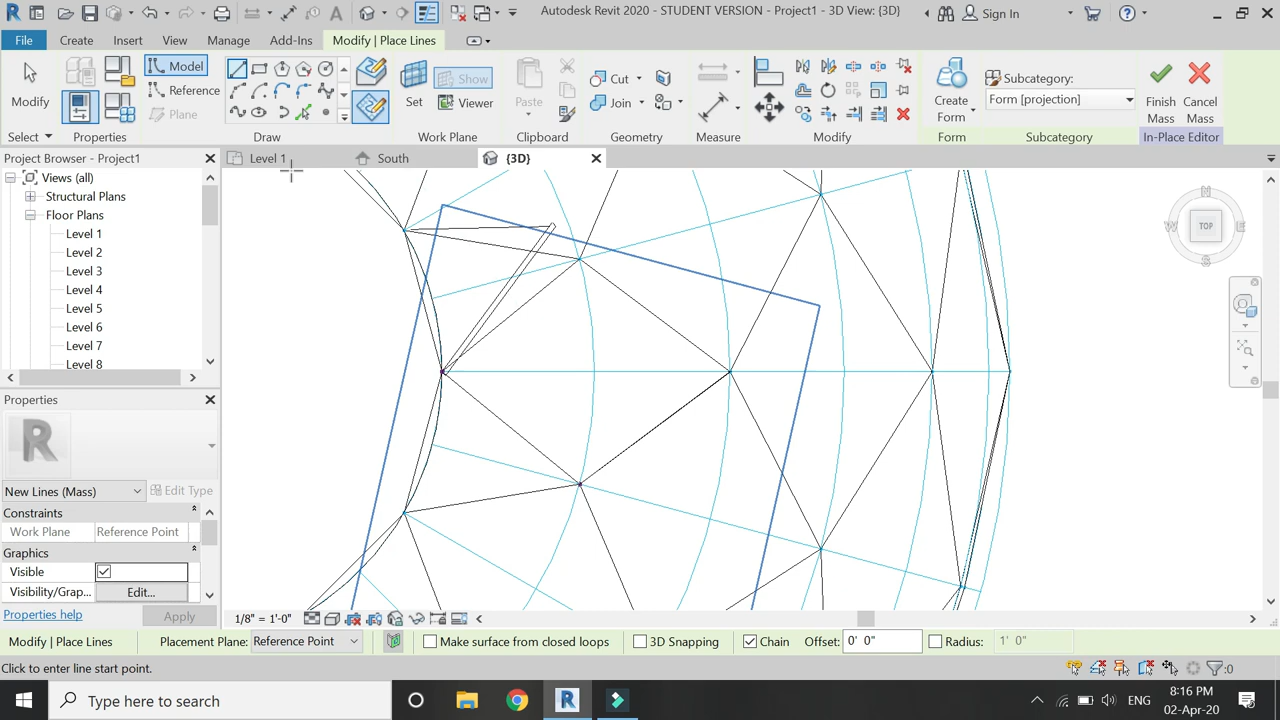 Autodesk Revit 2020 - STUDENT VERSION - Project1 - 3D View: {3D}
Sign In
File Create Insert View Manage Add-Ins Modify | Place Lines
Modify
Select
Properties
Model
Reference
Plane
Draw
Set
Show
Viewer
Work Plane
Paste
Clipboard
Cut
Join
Geometry
Measure
Modify
Create
Form
Form
Subcategory:
Form [projection]
Subcategory
Finish
Mass
Cancel
Mass
In-Place Editor
Project Browser - Project1
Level 1
South
{3D}
Views (all)
Structural Plans
Floor Plans
Level 1
Level 2
Level 3
Level 4
Level 5
Level 6
Level 7
Level 8
N
W
TOP
E
S
Properties
R
New Lines (Mass)
Edit Type
Constraints
Work Plane Reference Point
Graphics
Visible
Visibility/Grap... Edit...
Properties help
Apply
1/8" = 1'-0"
Modify | Place Lines Placement Plane: Reference Point Make surface from closed loops 3D Snapping Chain Offset: 0' 0" Radius: 1' 0"
Click to enter line start point.
:0
Type here to search
ENG
8:16 PM
02-Apr-20